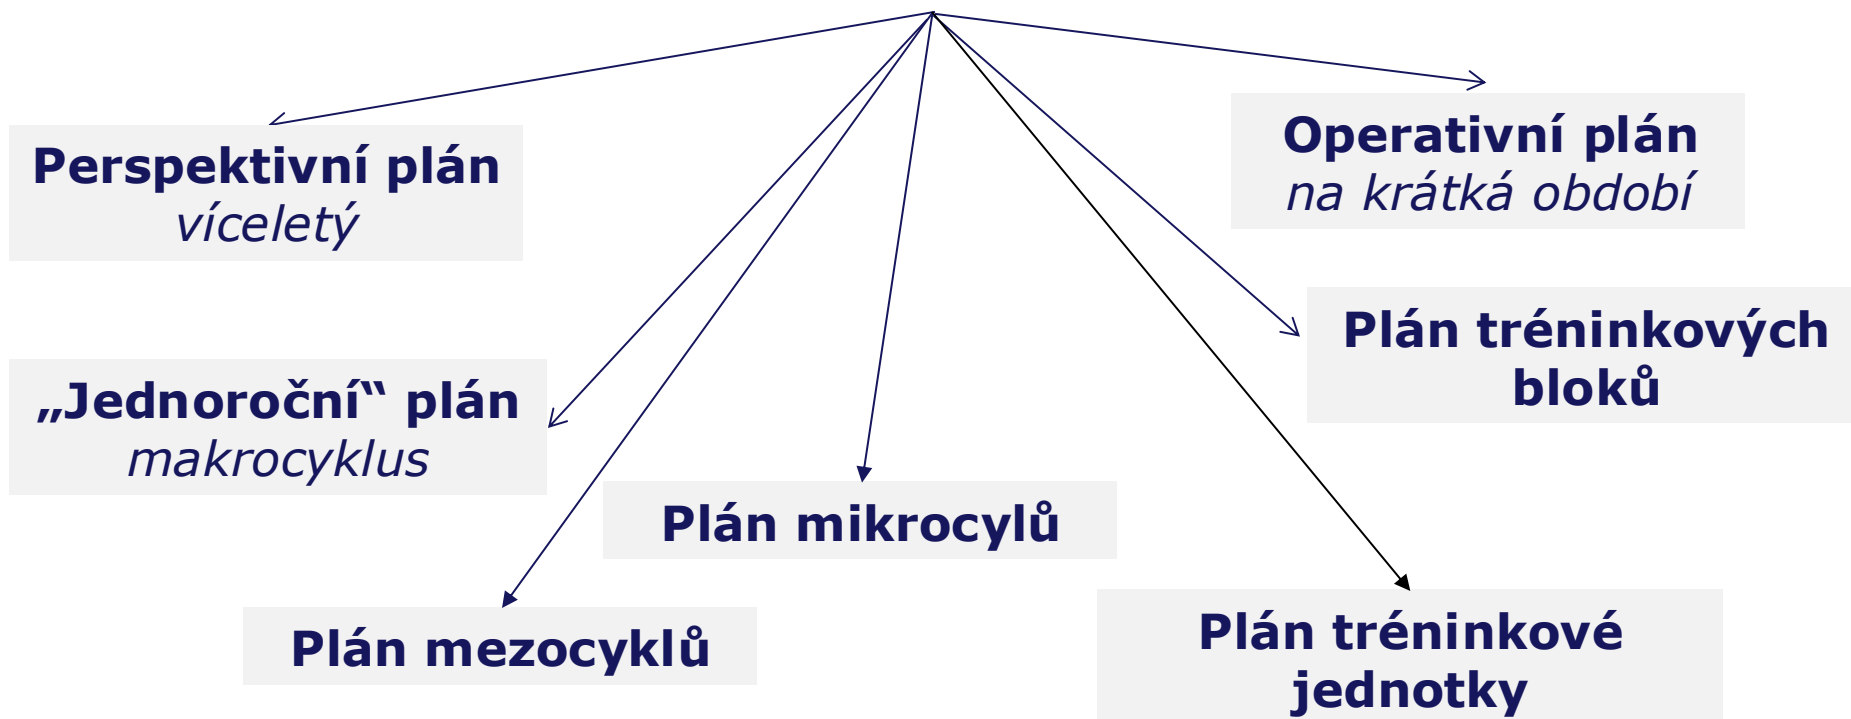 Perspektivní plán
víceletý
Operativní plán
na krátká období
Plán tréninkových
bloků
„Jednoroční“ plán
makrocyklus
Plán mikrocylů
Plán mezocyklů
Plán tréninkové
jednotky